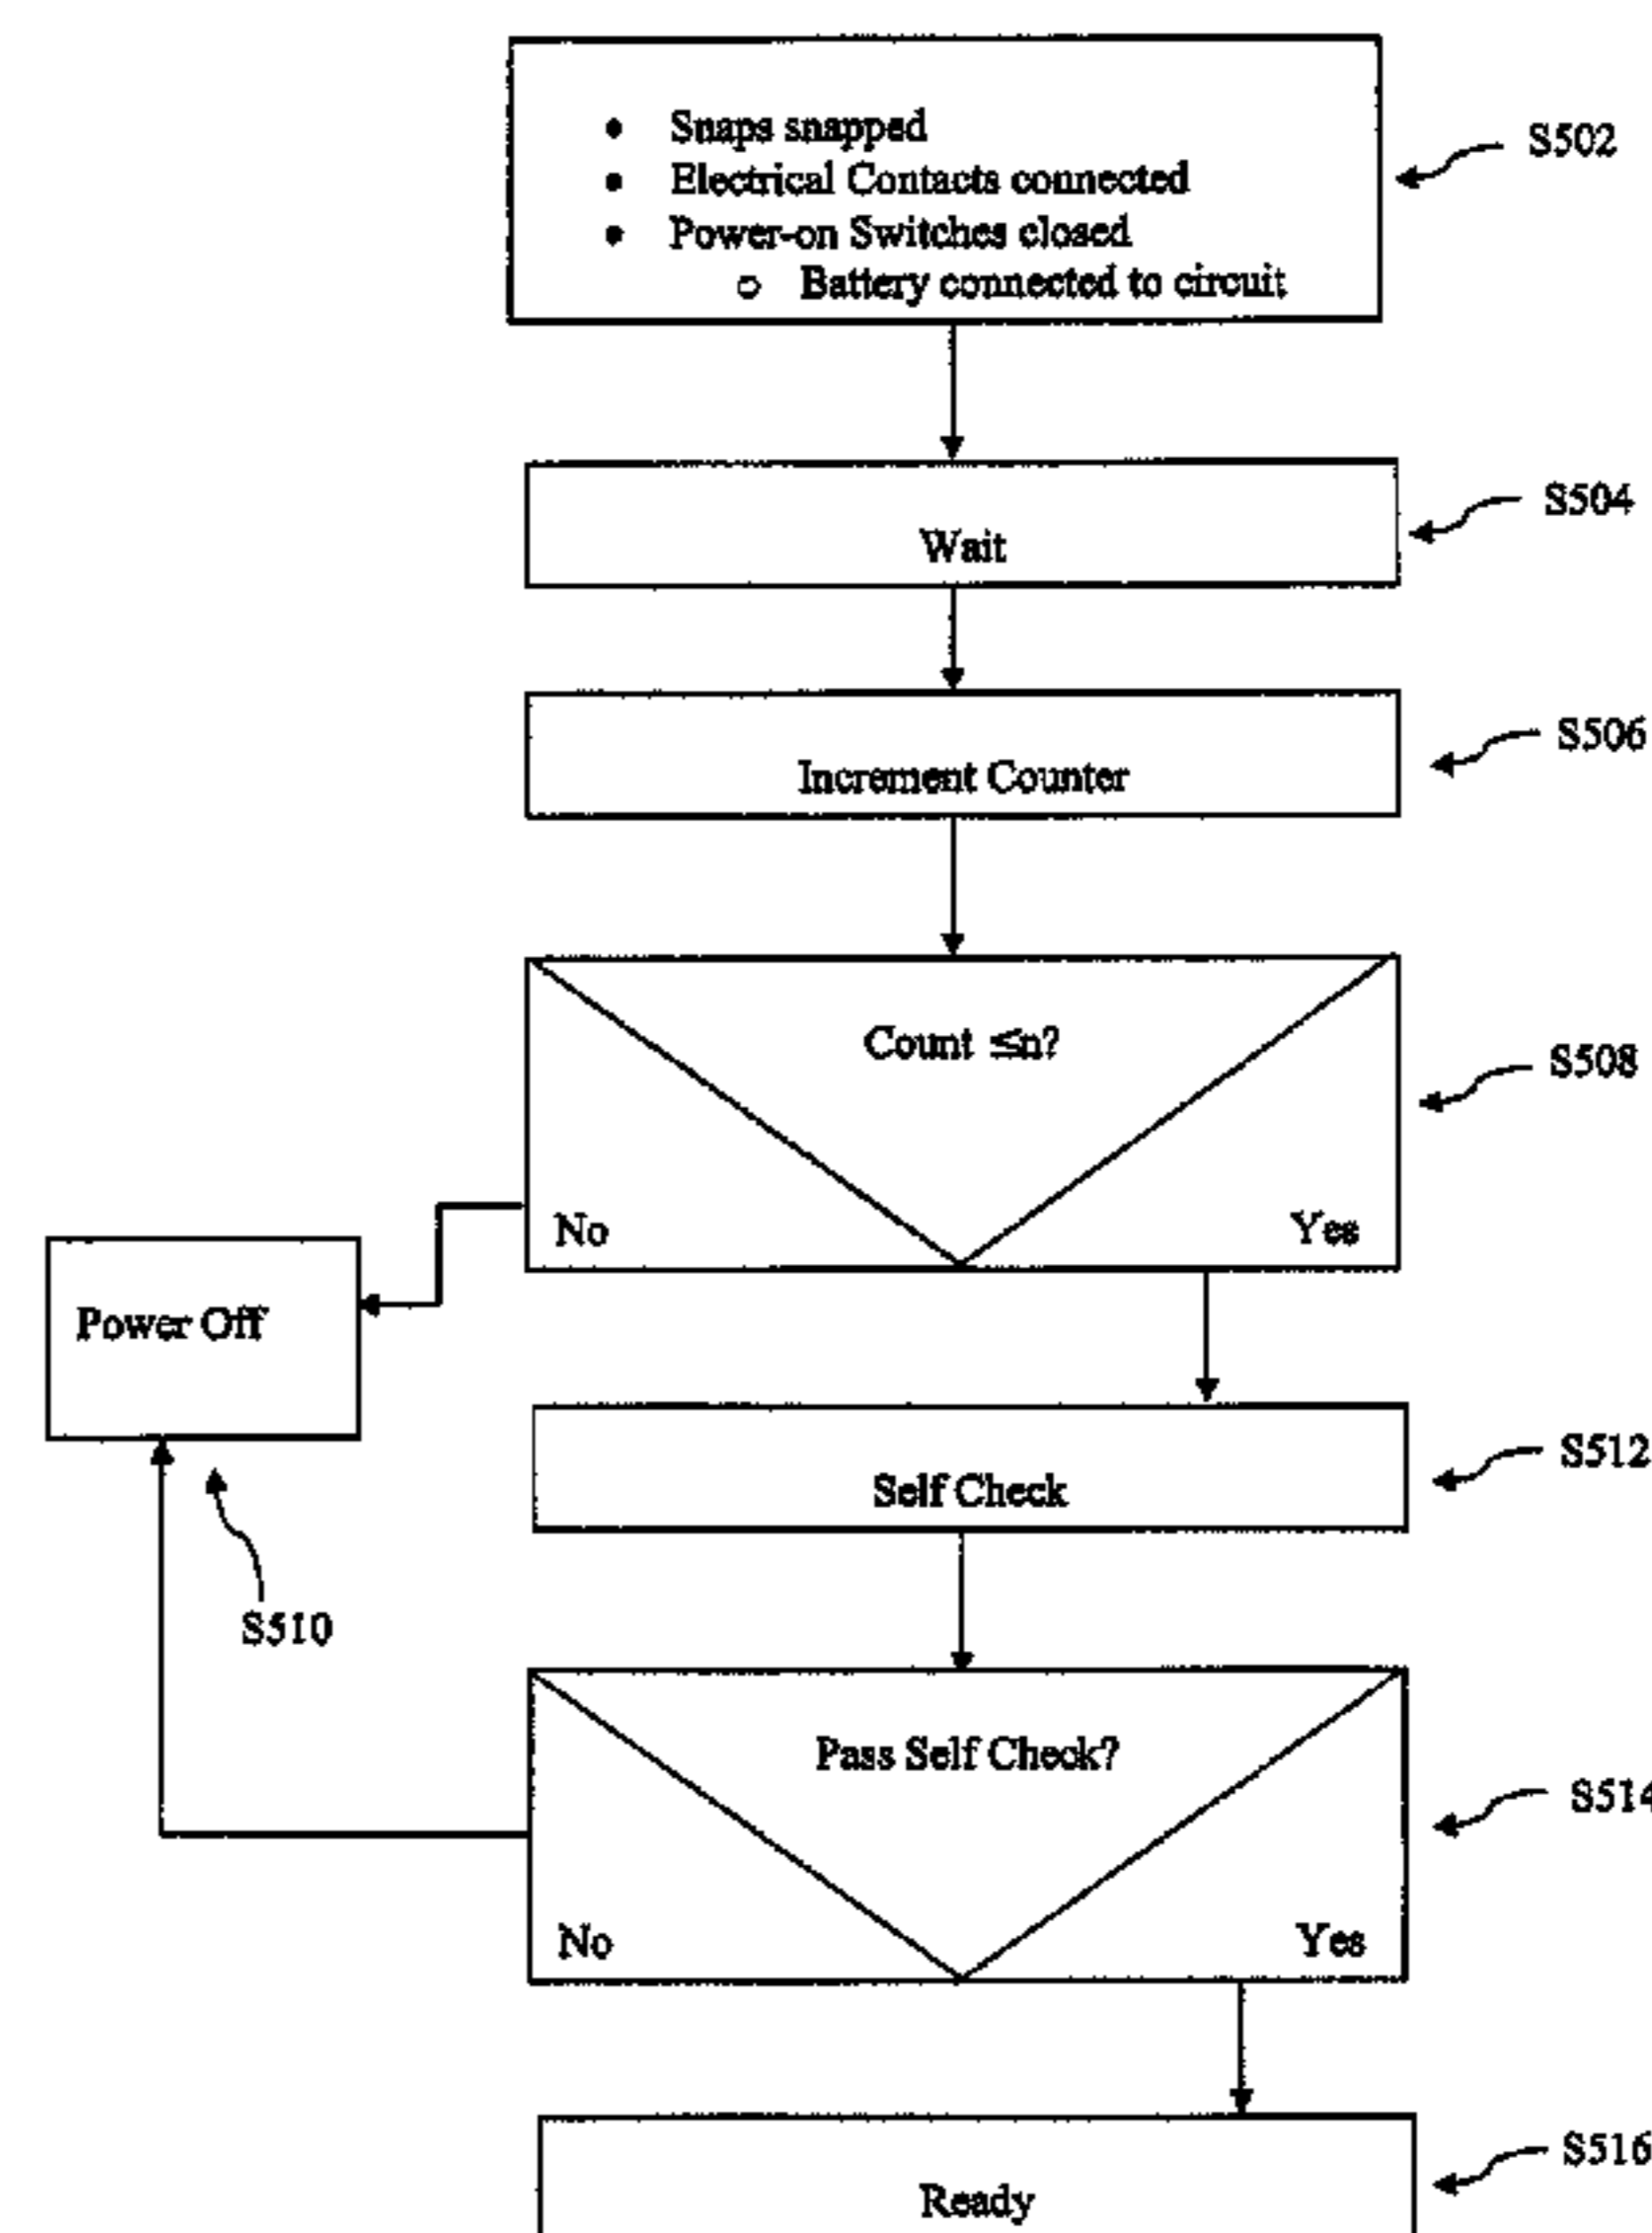 • Snaps snapped
• Electrical Contacts connected
• Power-on Switches closed
o Battery connected to circuit
S502
Wait
S504
Increment Counter
S506
Count ≤n?
No
Yes
S508
Power Off
S510
Self Check
S512
Pass Self Check?
No
Yes
S514
Ready
S516